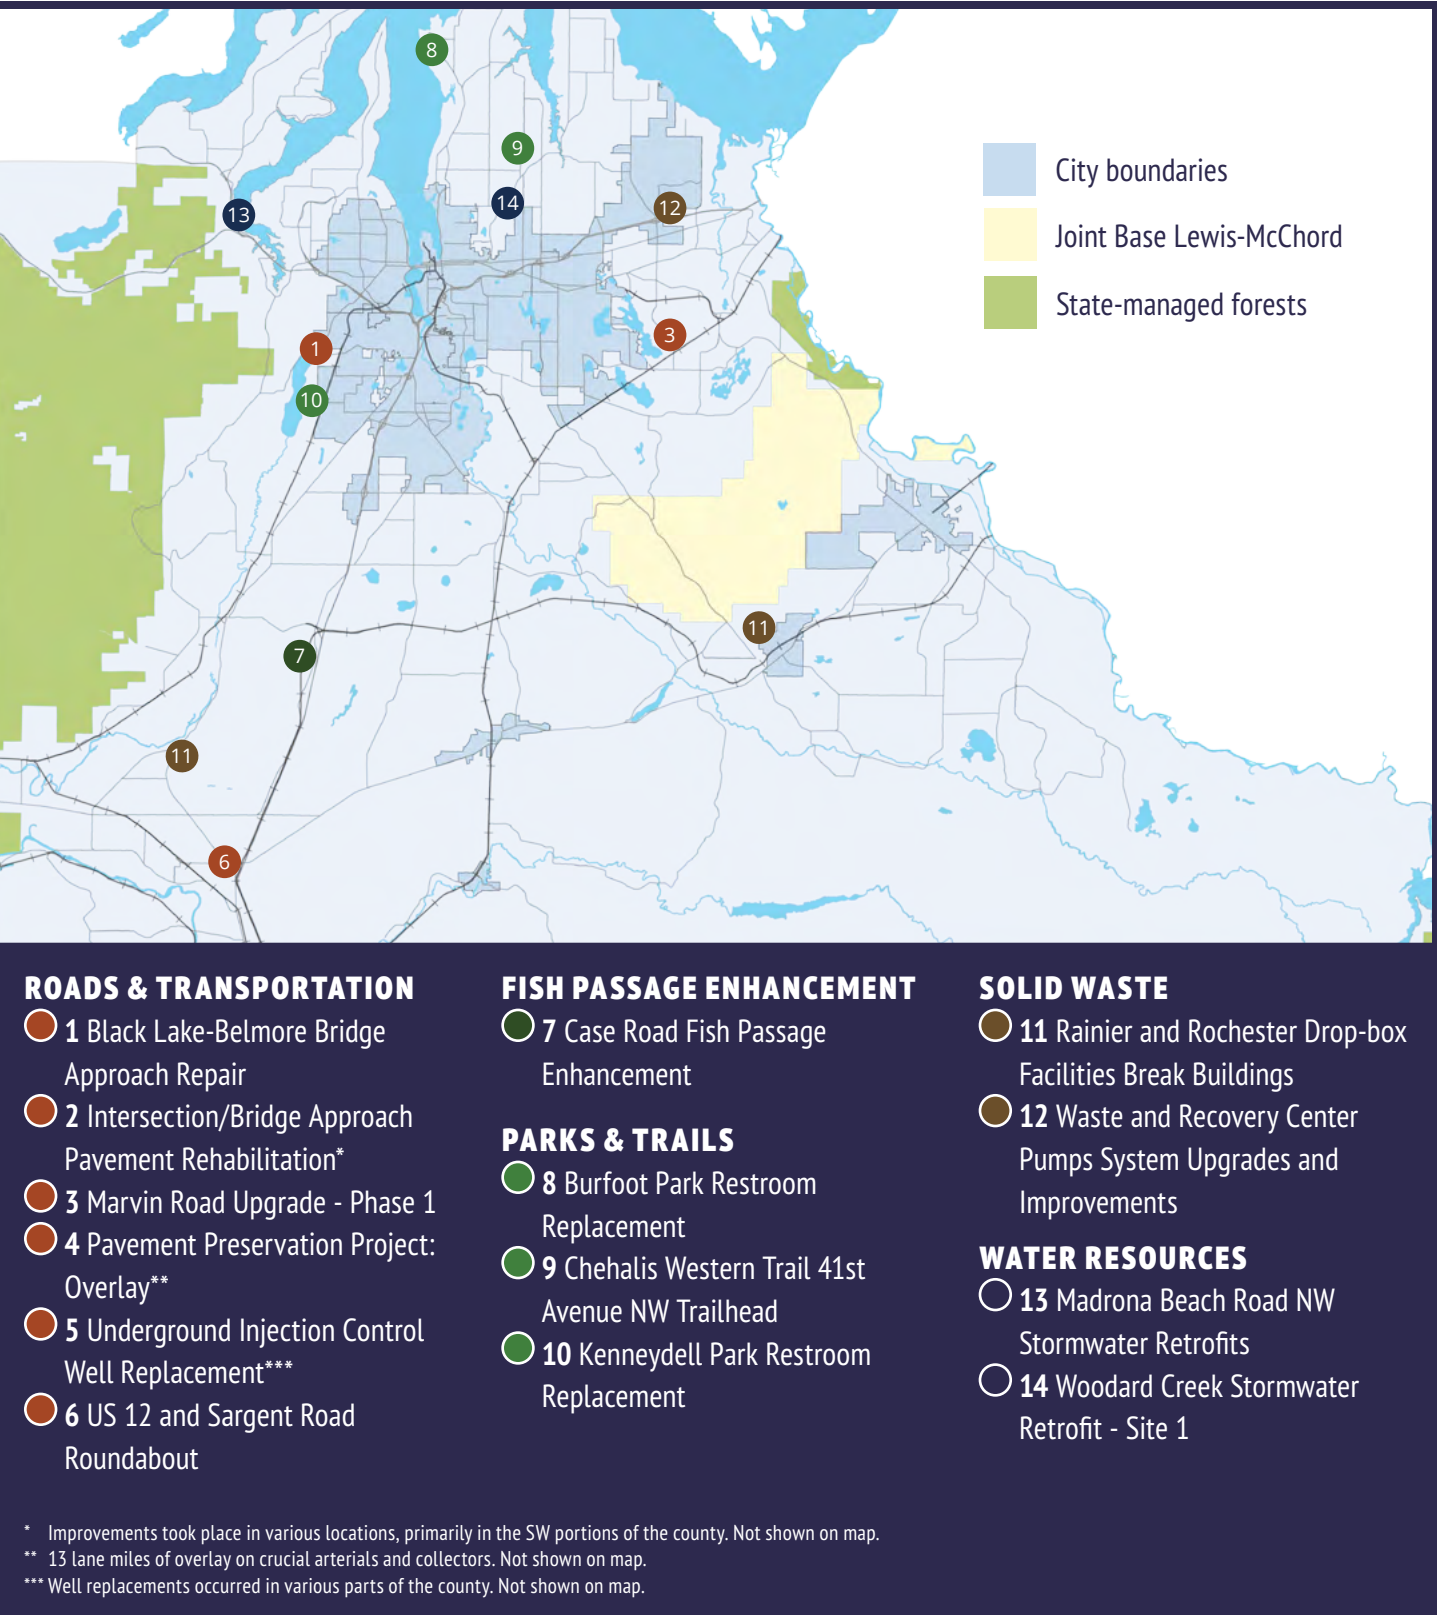 8
9
14
12
13
City boundaries
Joint Base Lewis-McChord
State-managed forests
3
1
10
11
7
11
6
ROADS & TRANSPORTATION
1 Black Lake-Belmore Bridge
Approach Repair
2 Intersection/Bridge Approach
Pavement Rehabilitation*
3 Marvin Road Upgrade - Phase 1
4 Pavement Preservation Project:
Overlay**
5 Underground Injection Control
Well Replacement***
6 US 12 and Sargent Road
Roundabout
FISH PASSAGE ENHANCEMENT
7 Case Road Fish Passage
Enhancement
PARKS & TRAILS
8 Burfoot Park Restroom
Replacement
9 Chehalis Western Trail 41st
Avenue NW Trailhead
10 Kenneydell Park Restroom
Replacement
SOLID WASTE
11 Rainier and Rochester Drop-box
Facilities Break Buildings
12 Waste and Recovery Center
Pumps System Upgrades and
Improvements
WATER RESOURCES
13 Madrona Beach Road NW
Stormwater Retrofits
14 Woodard Creek Stormwater
Retrofit - Site 1
* Improvements took place in various locations, primarily in the SW portions of the county. Not shown on map.
** 13 lane miles of overlay on crucial arterials and collectors. Not shown on map.
*** Well replacements occurred in various parts of the county. Not shown on map.